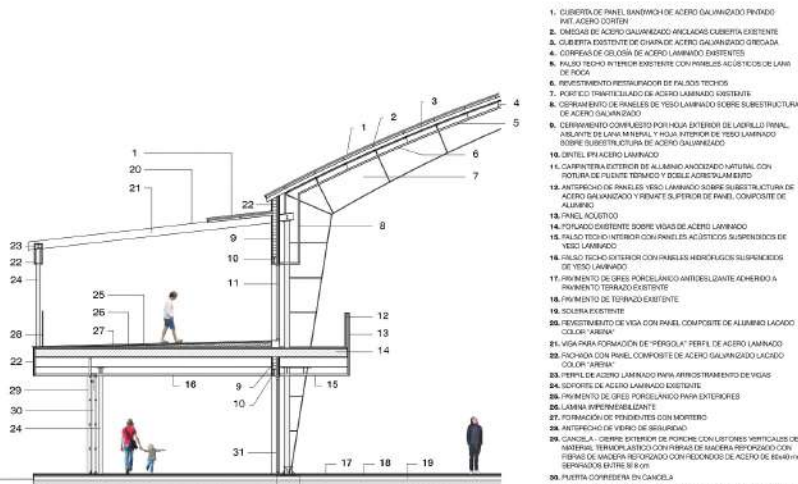 1. CUBIERTA DE PANEL SANDWICH DE ACERO GALVANIZADO PINTADO
IMIT. ACERO CORTEN
2. OMEGAS DE ACERO GALVANIZADO ANCLADAS CUBIERTA EXISTENTE
3. CUBIERTA EXISTENTE DE CHAPA DE ACERO GALVANIZADO GRECADA
4. CORREAS DE CELOSÍA DE ACERO LAMINADO EXISTENTES
5. FALSO TECHO INTERIOR EXISTENTE CON PANELES ACÚSTICOS DE LANA
DE ROCA
6. REVESTIMIENTO RESTAURADOR DE FALSOS TECHOS
7. PORTICO TRIARTICULADO DE ACERO LAMINADO EXISTENTE
8. CERRAMIENTO DE PANELES DE YESO LAMINADO SOBRE SUBESTRUCTURA
DE ACERO GALVANIZADO
9. CERRAMIENTO COMPUESTO POR HOJA EXTERIOR DE LADRILLO PANAL,
AISLANTE DE LANA MINERAL Y HOJA INTERIOR DE YESO LAMINADO
SOBRE SUBESTRUCTURA DE ACERO GALVANIZADO
10. DINTEL IPN ACERO LAMINADO
11. CARPINTERIA EXTERIOR DE ALUMINIO ANODIZADO NATURAL CON
ROTURA DE PUENTE TÉRMICO Y DOBLE ACRISTALAMIENTO
12. ANTEPECHO DE PANELES YESO LAMINADO SOBRE SUBESTRUCTURA DE
ACERO GALVANIZADO Y REMATE SUPERIOR DE PANEL COMPOSITE DE
ALUMINIO
13. PANEL ACÚSTICO
14. FORJADO EXISTENTE SOBRE VIGAS DE ACERO LAMINADO
15. FALSO TECHO INTERIOR CON PANELES ACÚSTICOS SUSPENDIDOS DE
YESO LAMINADO
16. FALSO TECHO EXTERIOR CON PANELES HIDRÓFUGOS SUSPENDIDOS
DE YESO LAMINADO
17. PAVIMENTO DE GRES PORCELÁNICO ANTIDESLIZANTE ADHERIDO A
PAVIMENTO TERRAZO EXISTENTE
18. PAVIMENTO DE TERRAZO EXISTENTE
19. SOLERA EXISTENTE
20. REVESTIMIENTO DE VIGA CON PANEL COMPOSITE DE ALUMINIO LACADO
COLOR "ARENA"
21. VIGA PARA FORMACIÓN DE "PÉRGOLA" PERFIL DE ACERO LAMINADO
22. FACHADA CON PANEL COMPOSITE DE ACERO GALVANIZADO LACADO
COLOR "ARENA"
23. PERFIL DE ACERO LAMINADO PARA ARRIOSTRAMIENTO DE VIGAS
24. SOPORTE DE ACERO LAMINADO EXISTENTE
25. PAVIMENTO DE GRES PORCELÁNICO PARA EXTERIORES
26. LAMINA IMPERMEABILIZANTE
27. FORMACIÓN DE PENDIENTES CON MORTERO
28. ANTEPECHO DE VIDRIO DE SEGURIDAD
29. CANCELA - CIERRE EXTERIOR DE PORCHE CON LISTONES VERTICALES DE
MATERIAL TERMOPLASTICO CON FIBRAS DE MADERA REFORZADO CON
FIBRAS DE MADERA REFORZADO CON REDONDOS DE ACERO DE
SEPARADOS ENTRE SI 8 cm
30. PUERTA CORREDERA EN CANCELA
3
2
1
4
5
6
7
1
20
21
22
8
23
22
24
9
10
11
25
26
27
12
13
14
28
22
16
9
10
15
29
30
24
31
17
18
19